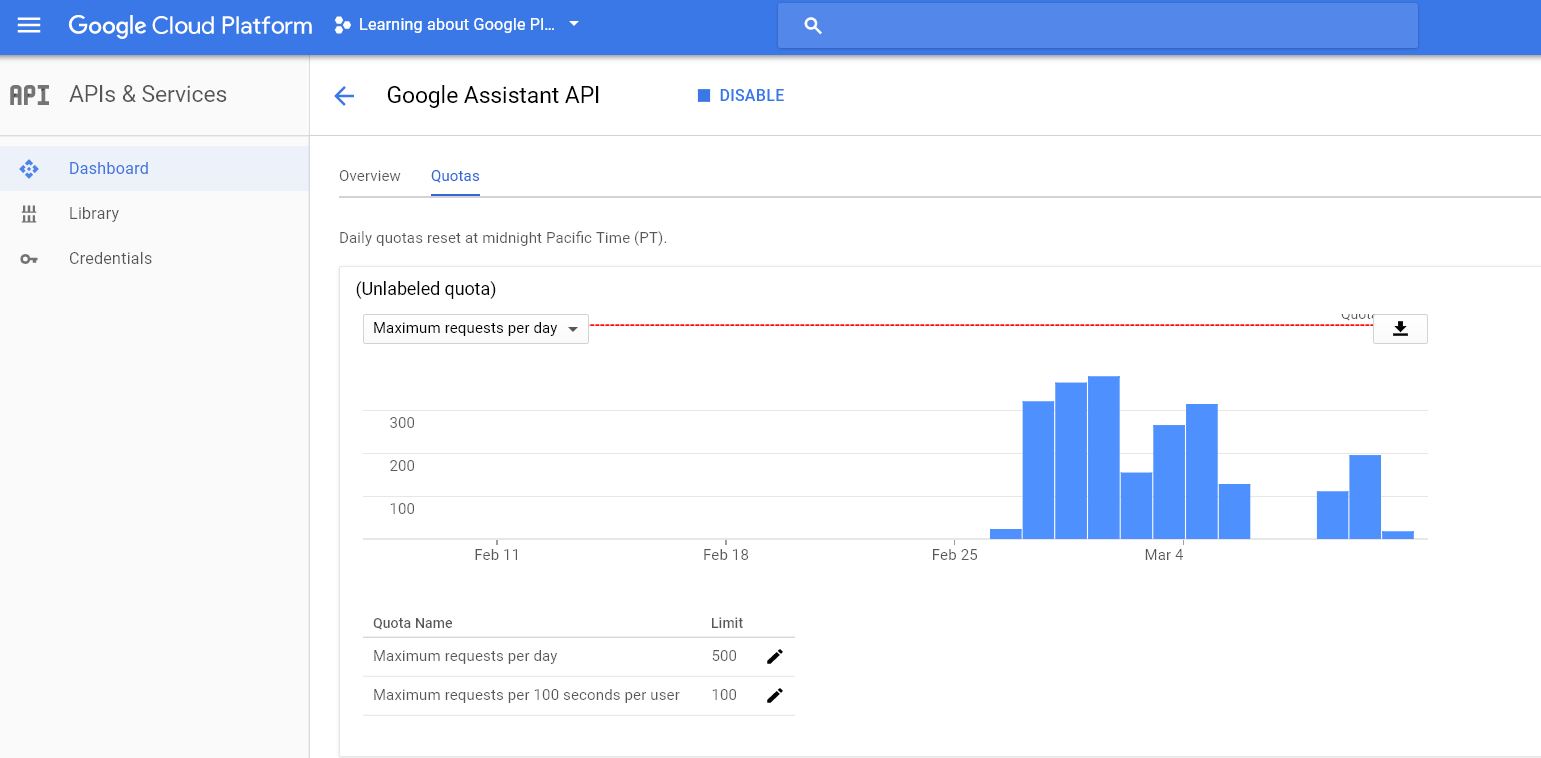 Google Cloud Platform
Learning about Google Pl...
API
APIs & Services
Google Assistant API
DISABLE
Dashboard
Library
Credentials
Overview
Quotas
Daily quotas reset at midnight Pacific Time (PT).
(Unlabeled quota)
Maximum requests per day
Quota
300
200
100
Feb 11
Feb 18
Feb 25
Mar 4
Quota Name
Limit
Maximum requests per day
500
Maximum requests per 100 seconds per user
100